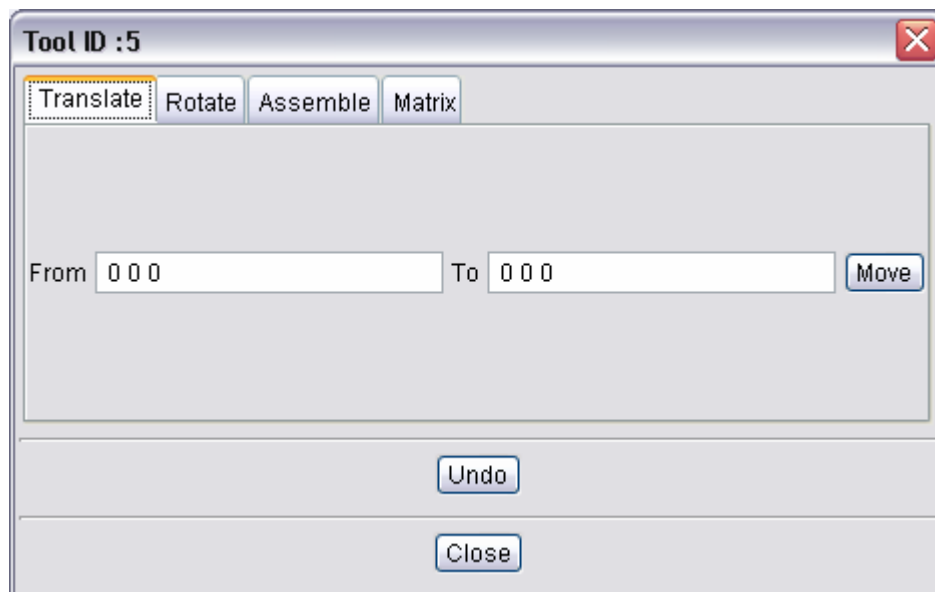 Tool ID :5
Translate Rotate Assemble Matrix
From 0 0 0 To 0 0 0 Move
Undo
Close